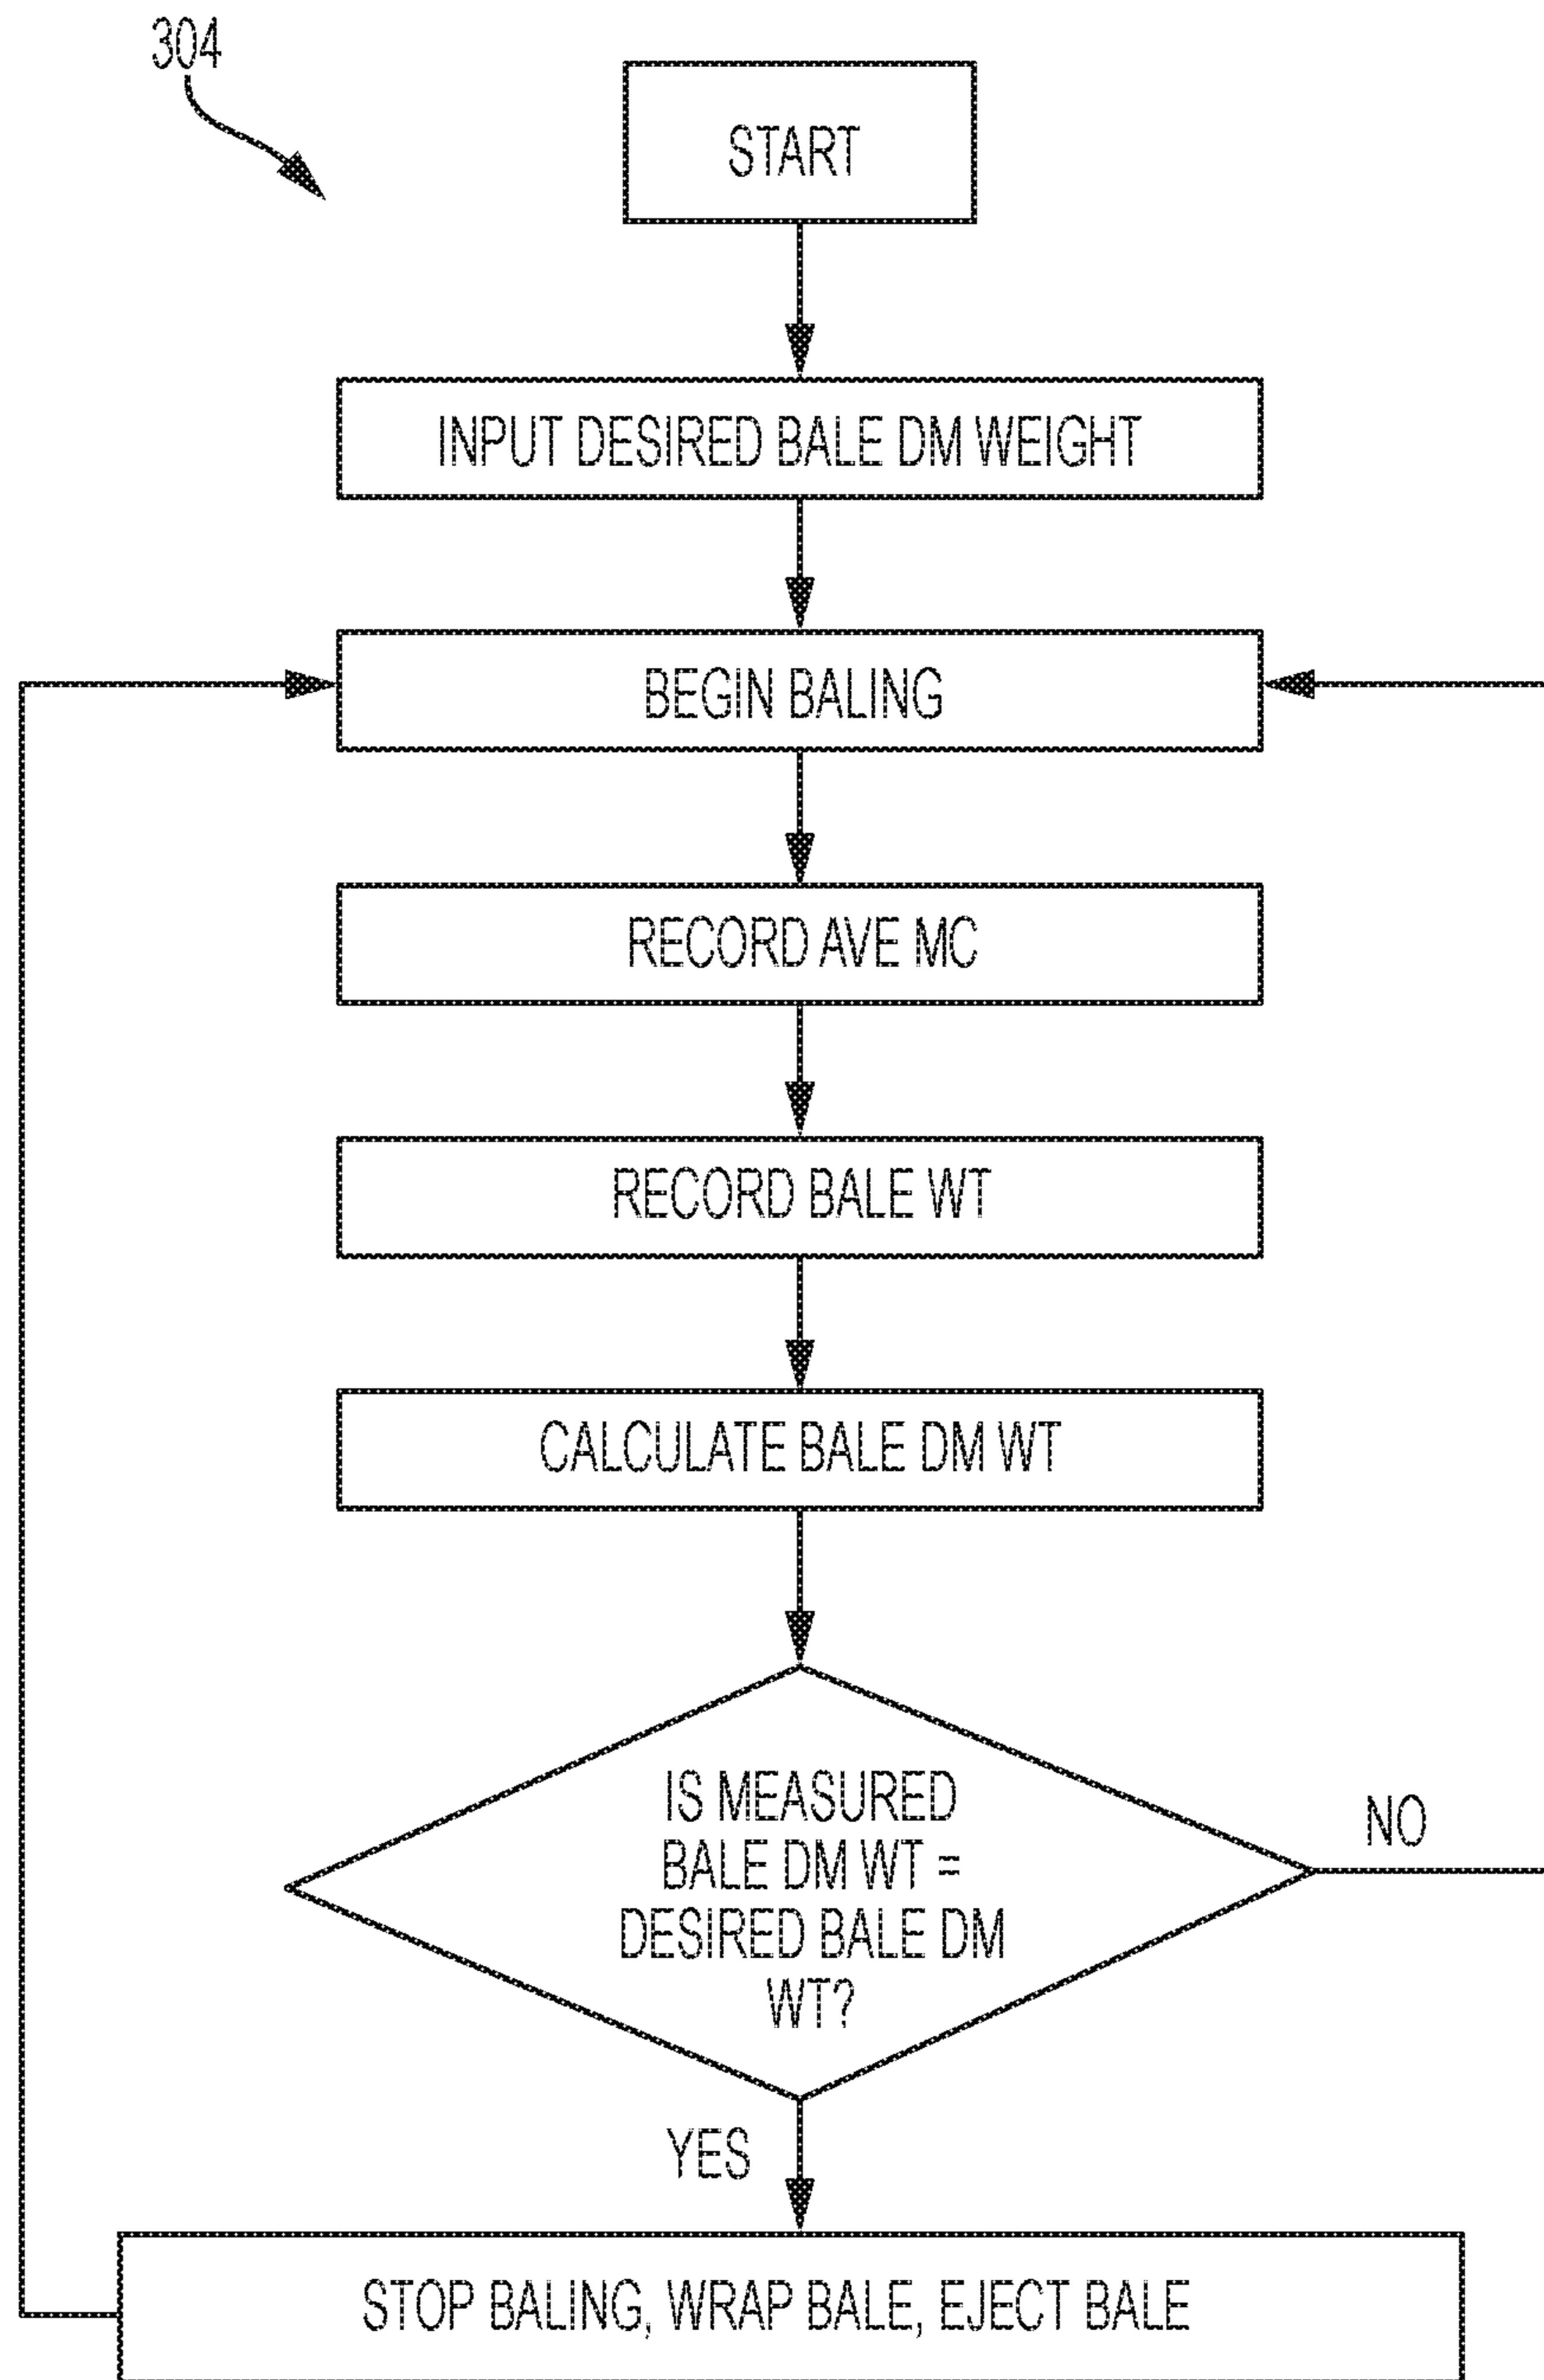 304
START
INPUT DESIRED BALE DM WEIGHT
BEGIN BALING
RECORD AVE MC
RECORD BALE WT
CALCULATE BALE DM WT
IS MEASURED
BALE DM WT =
DESIRED BALE DM
WT?
NO
YES
STOP BALING, WRAP BALE, EJECT BALE